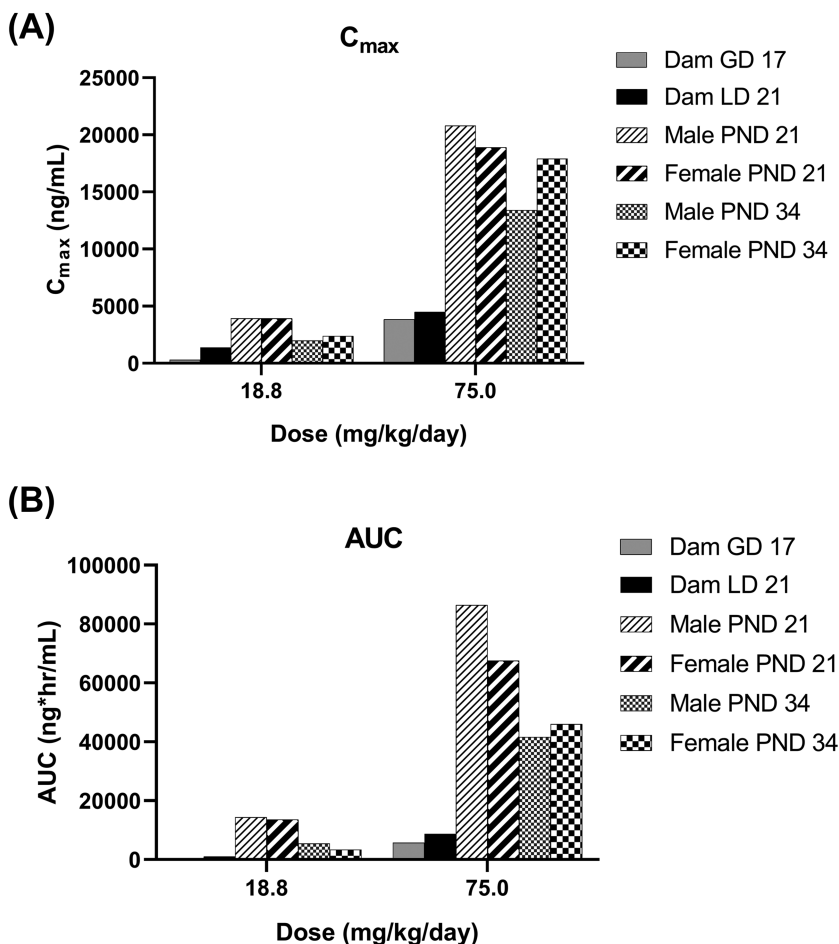 (A)
Cmax
25000
20000
15000
10000
5000
0
Cmax (ng/mL)
18.8
75.0
Dose (mg/kg/day)
Dam GD 17
Dam LD 21
Male PND 21
Female PND 21
Male PND 34
Female PND 34
(B)
AUC
100000
80000
60000
40000
20000
0
AUC (ng*hr/mL)
18.8
75.0
Dose (mg/kg/day)
Dam GD 17
Dam LD 21
Male PND 21
Female PND 21
Male PND 34
Female PND 34